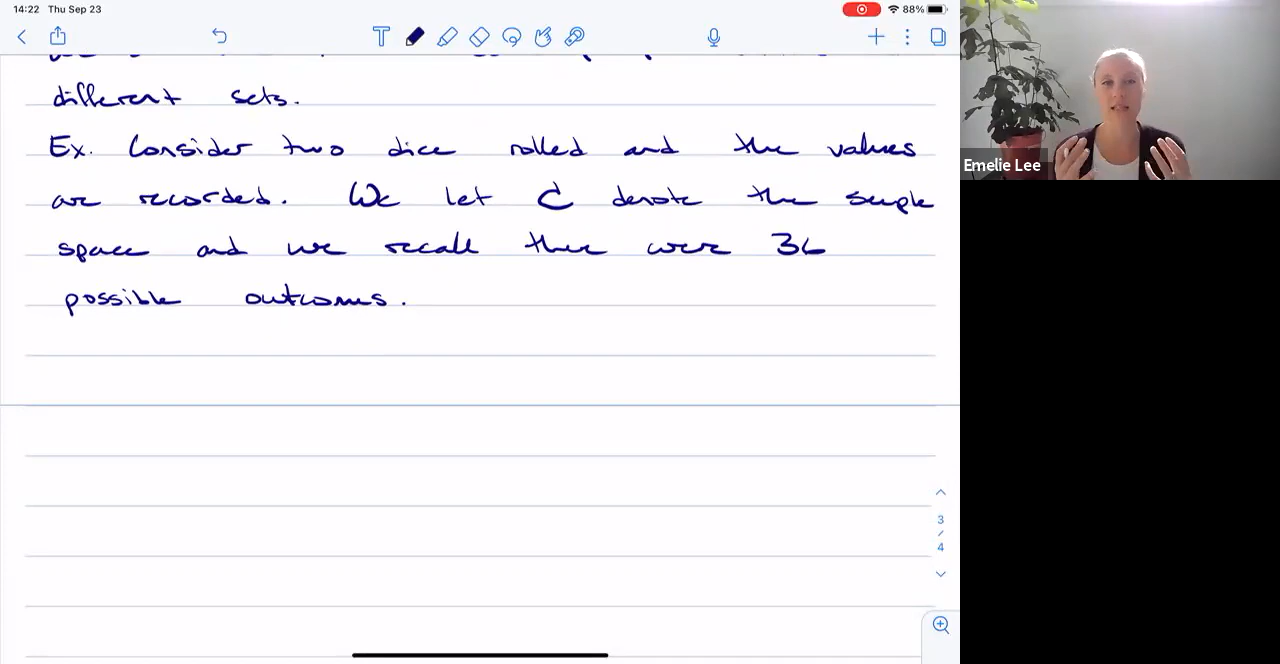 14:22 Thu Sep 23
88%
different sets.
Ex. Consider two dice rolled and the values
are recorded. We let C denote the sample
space and we recall there were 36
possible outcomes.
Emelie Lee
3
/
4